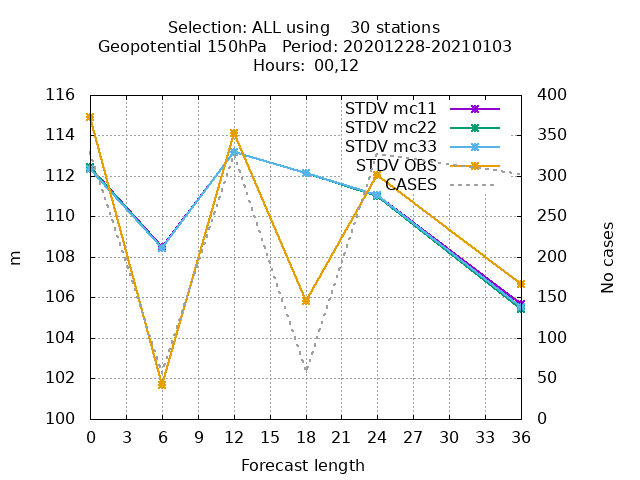 Selection: ALL using    30 stations
Geopotential 150hPa   Period: 20201228-20210103
Hours:  00,12
116
114
112
110
108
106
104
102
100
m
STDV mc11
STDV mc22
STDV mc33
STDV OBS
CASES
400
350
300
250
200
150
100
50
0
No cases
0 3 6 9 12 15 18 21 24 27 30 33 36
Forecast length